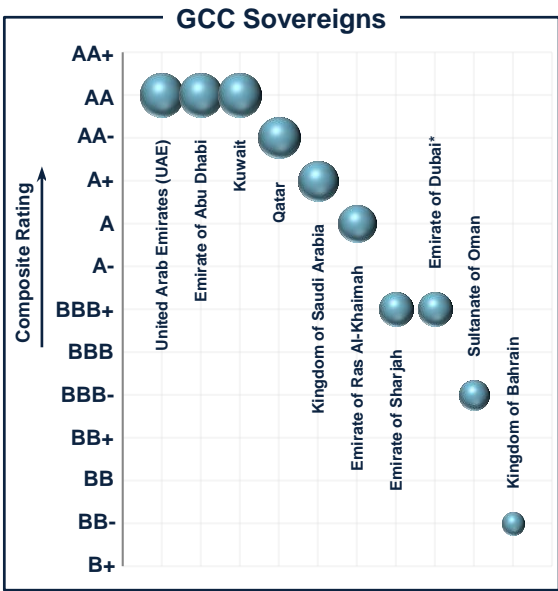 GCC Sovereigns
Composite Rating
AA+
AA
AA-
A+
A
A-
BBB+
BBB
BBB-
BB+
BB
BB-
B+
United Arab Emirates (UAE)
Emirate of Abu Dhabi
Kuwait
Qatar
Kingdom of Saudi Arabia
Emirate of Ras Al-Khaimah
Emirate of Sharjah
Emirate of Dubai*
Sultanate of Oman
Kingdom of Bahrain